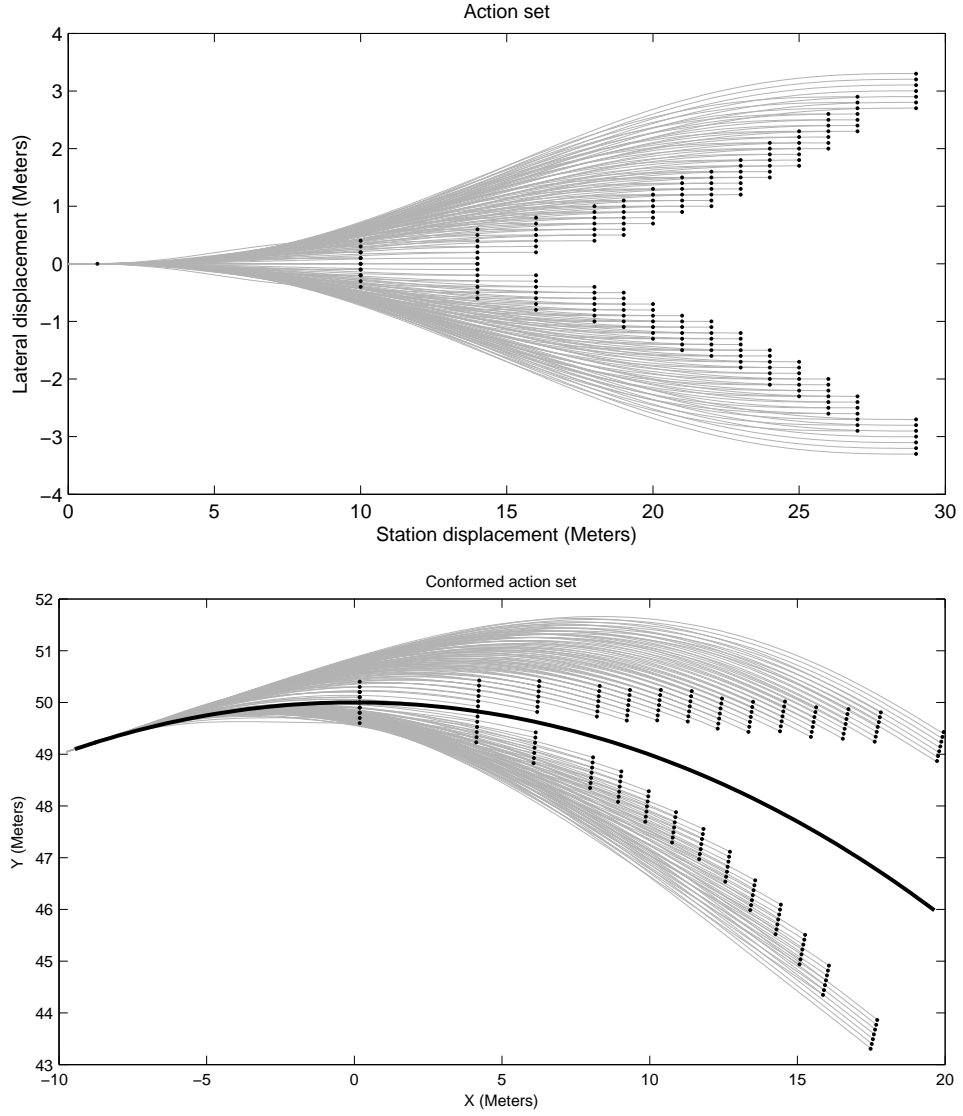 Action set
4
3
2
1
0
−1
−2
−3
−4
Lateral displacement (Meters)
0 5 10 15 20 25 30
Station displacement (Meters)
Conformed action set
52
51
50
49
48
47
46
45
44
43
Y (Meters)
−10 −5 0 5 10 15 20
X (Meters)